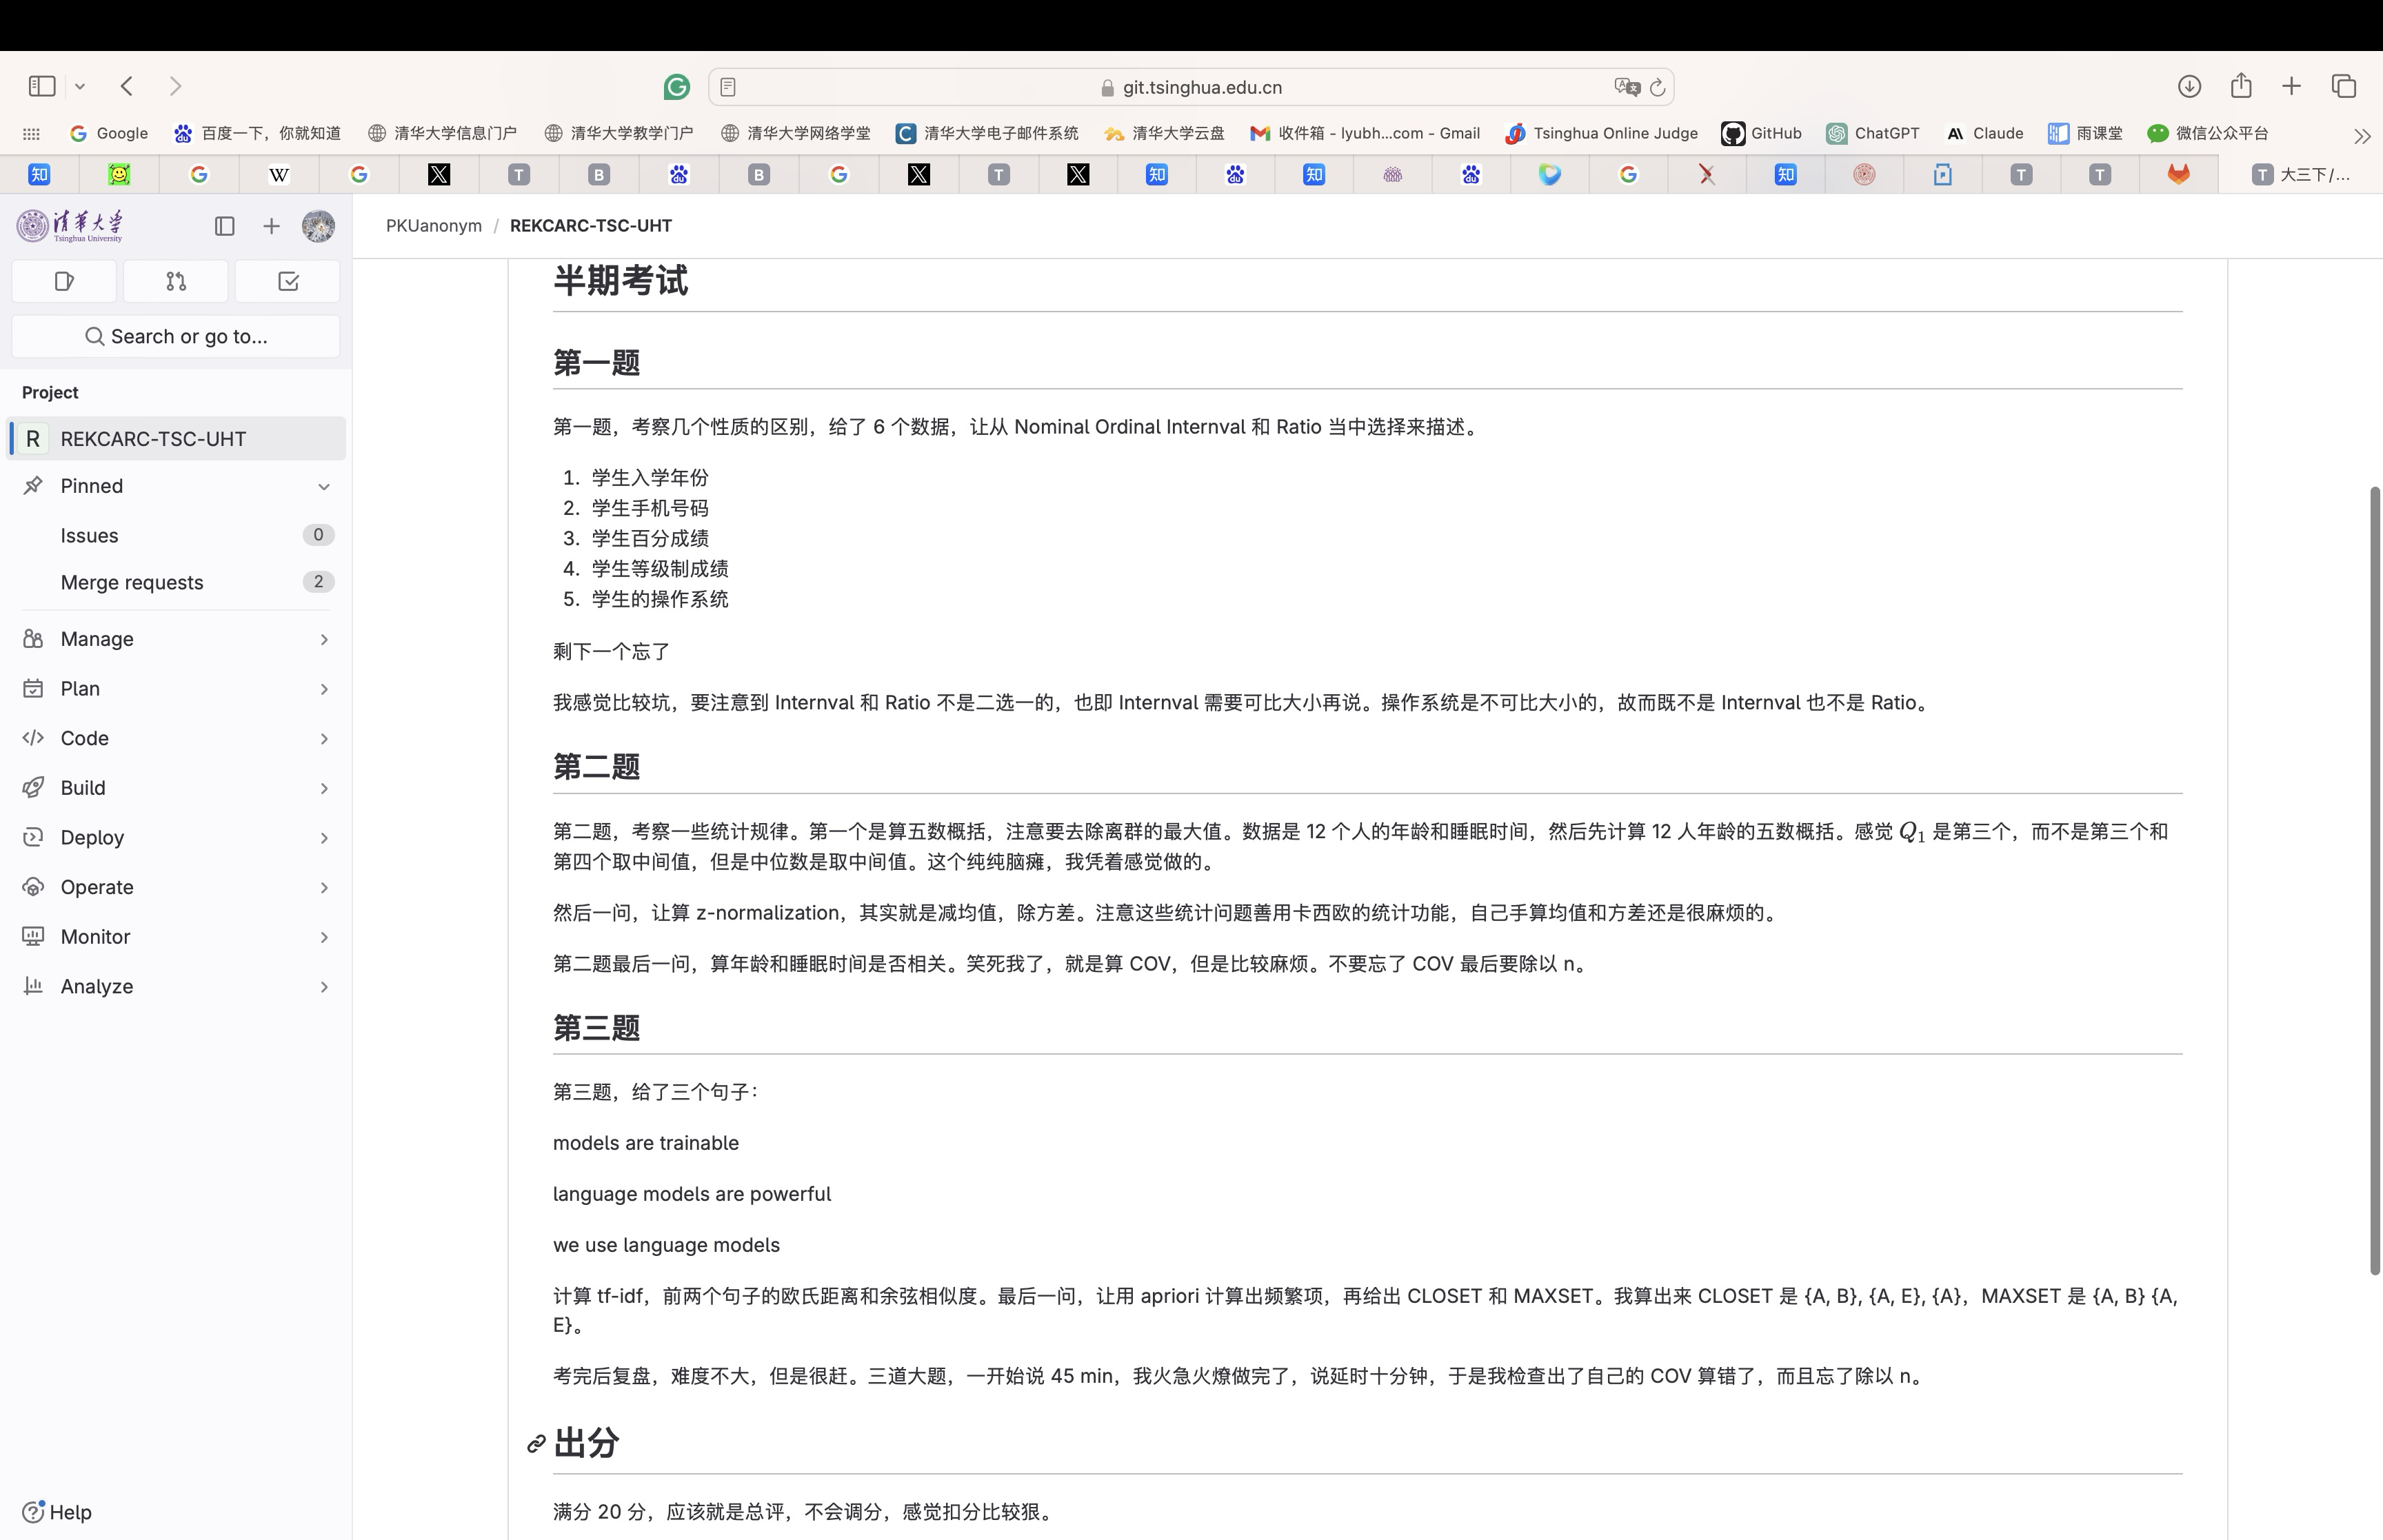 git.tsinghua.edu.cn
Google
百度一下，你就知道
清华大学信息门户
清华大学教学门户
清华大学网络学堂
清华大学电子邮件系统
清华大学云盘
收件箱 - lyubh...com - Gmail
Tsinghua Online Judge
GitHub
ChatGPT
Claude
雨课堂
微信公众平台
大三下/...
清華大学
Tsinghua University
PKUanonym / REKCARC-TSC-UHT
Search or go to...
Project
R REKCARC-TSC-UHT
Pinned
Issues 0
Merge requests 2
Manage
Plan
Code
Build
Deploy
Operate
Monitor
Analyze
Help
半期考试
第一题
第一题，考察几个性质的区别，给了 6 个数据，让从 Nominal Ordinal Internval 和 Ratio 当中选择来描述。
1. 学生入学年份
2. 学生手机号码
3. 学生百分成绩
4. 学生等级制成绩
5. 学生的操作系统
剩下一个忘了
我感觉比较坑，要注意到 Internval 和 Ratio 不是二选一的，也即 Internval 需要可比大小再说。操作系统是不可比大小的，故而既不是 Internval 也不是 Ratio。
第二题
第二题，考察一些统计规律。第一个是算五数概括，注意要去除离群的最大值。数据是 12 个人的年龄和睡眠时间，然后先计算 12 人年龄的五数概括。感觉 Q1 是第三个，而不是第三个和
第四个取中间值，但是中位数是取中间值。这个纯纯脑瘫，我凭着感觉做的。
然后一问，让算 z-normalization，其实就是减均值，除方差。注意这些统计问题善用卡西欧的统计功能，自己手算均值和方差还是很麻烦的。
第二题最后一问，算年龄和睡眠时间是否相关。笑死我了，就是算 COV，但是比较麻烦。不要忘了 COV 最后要除以 n。
第三题
第三题，给了三个句子：
models are trainable
language models are powerful
we use language models
计算 tf-idf，前两个句子的欧氏距离和余弦相似度。最后一问，让用 apriori 计算出频繁项，再给出 CLOSET 和 MAXSET。我算出来 CLOSET 是 {A, B}, {A, E}, {A}，MAXSET 是 {A, B} {A,
E}。
考完后复盘，难度不大，但是很赶。三道大题，一开始说 45 min，我火急火燎做完了，说延时十分钟，于是我检查出了自己的 COV 算错了，而且忘了除以 n。
出分
满分 20 分，应该就是总评，不会调分，感觉扣分比较狠。